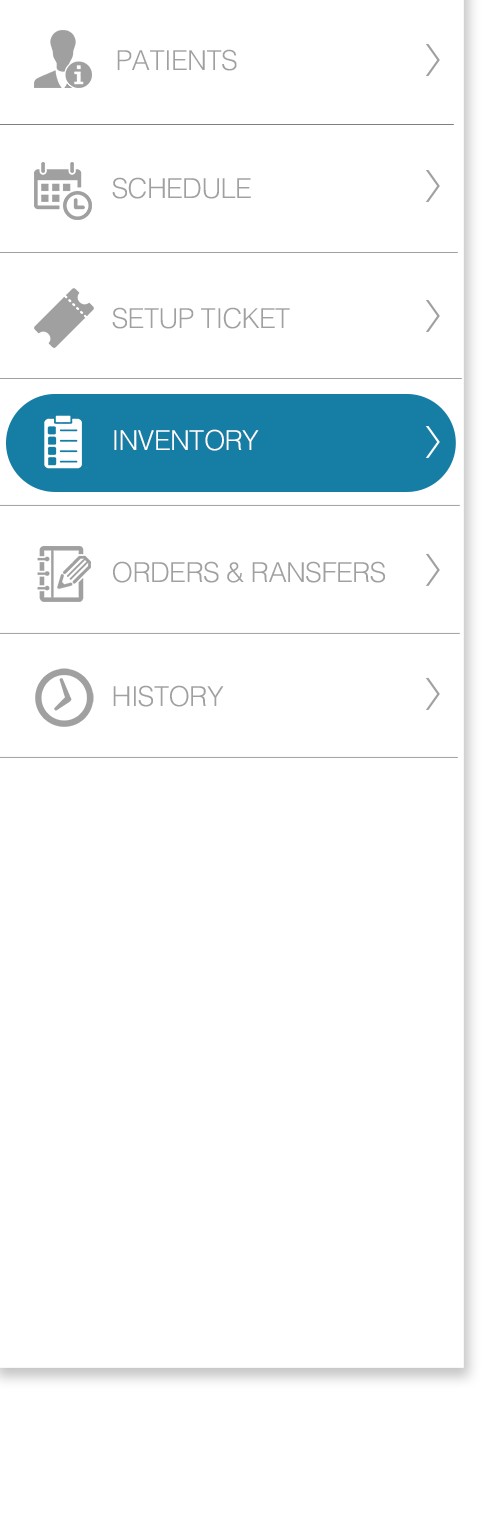 PATIENTS
SCHEDULE
SETUP TICKET
INVENTORY
ORDERS & RANSFERS
HISTORY